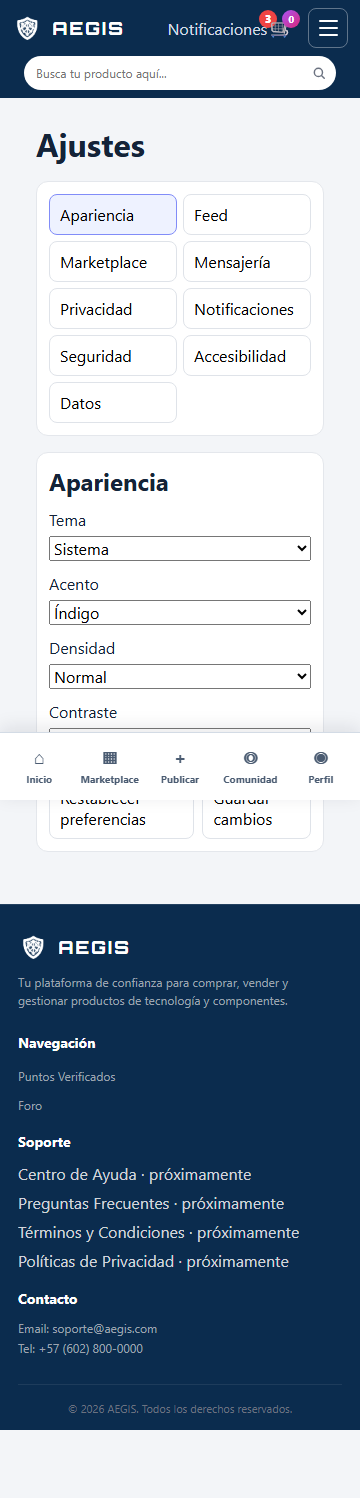 AEGIS
Notificaciones
3
0
Busca tu producto aquí...
Ajustes
Apariencia
Feed
Marketplace
Mensajería
Privacidad
Notificaciones
Seguridad
Accesibilidad
Datos
Apariencia
Tema
Sistema
Acento
Índigo
Densidad
Normal
Contraste
Inicio
Marketplace
Publicar
Comunidad
Perfil
Restablecer
preferencias
Guardar
cambios
AEGIS
Tu plataforma de confianza para comprar, vender y
gestionar productos de tecnología y componentes.
Navegación
Puntos Verificados
Foro
Soporte
Centro de Ayuda · próximamente
Preguntas Frecuentes · próximamente
Términos y Condiciones · próximamente
Políticas de Privacidad · próximamente
Contacto
Email: soporte@aegis.com
Tel: +57 (602) 800-0000
© 2026 AEGIS. Todos los derechos reservados.